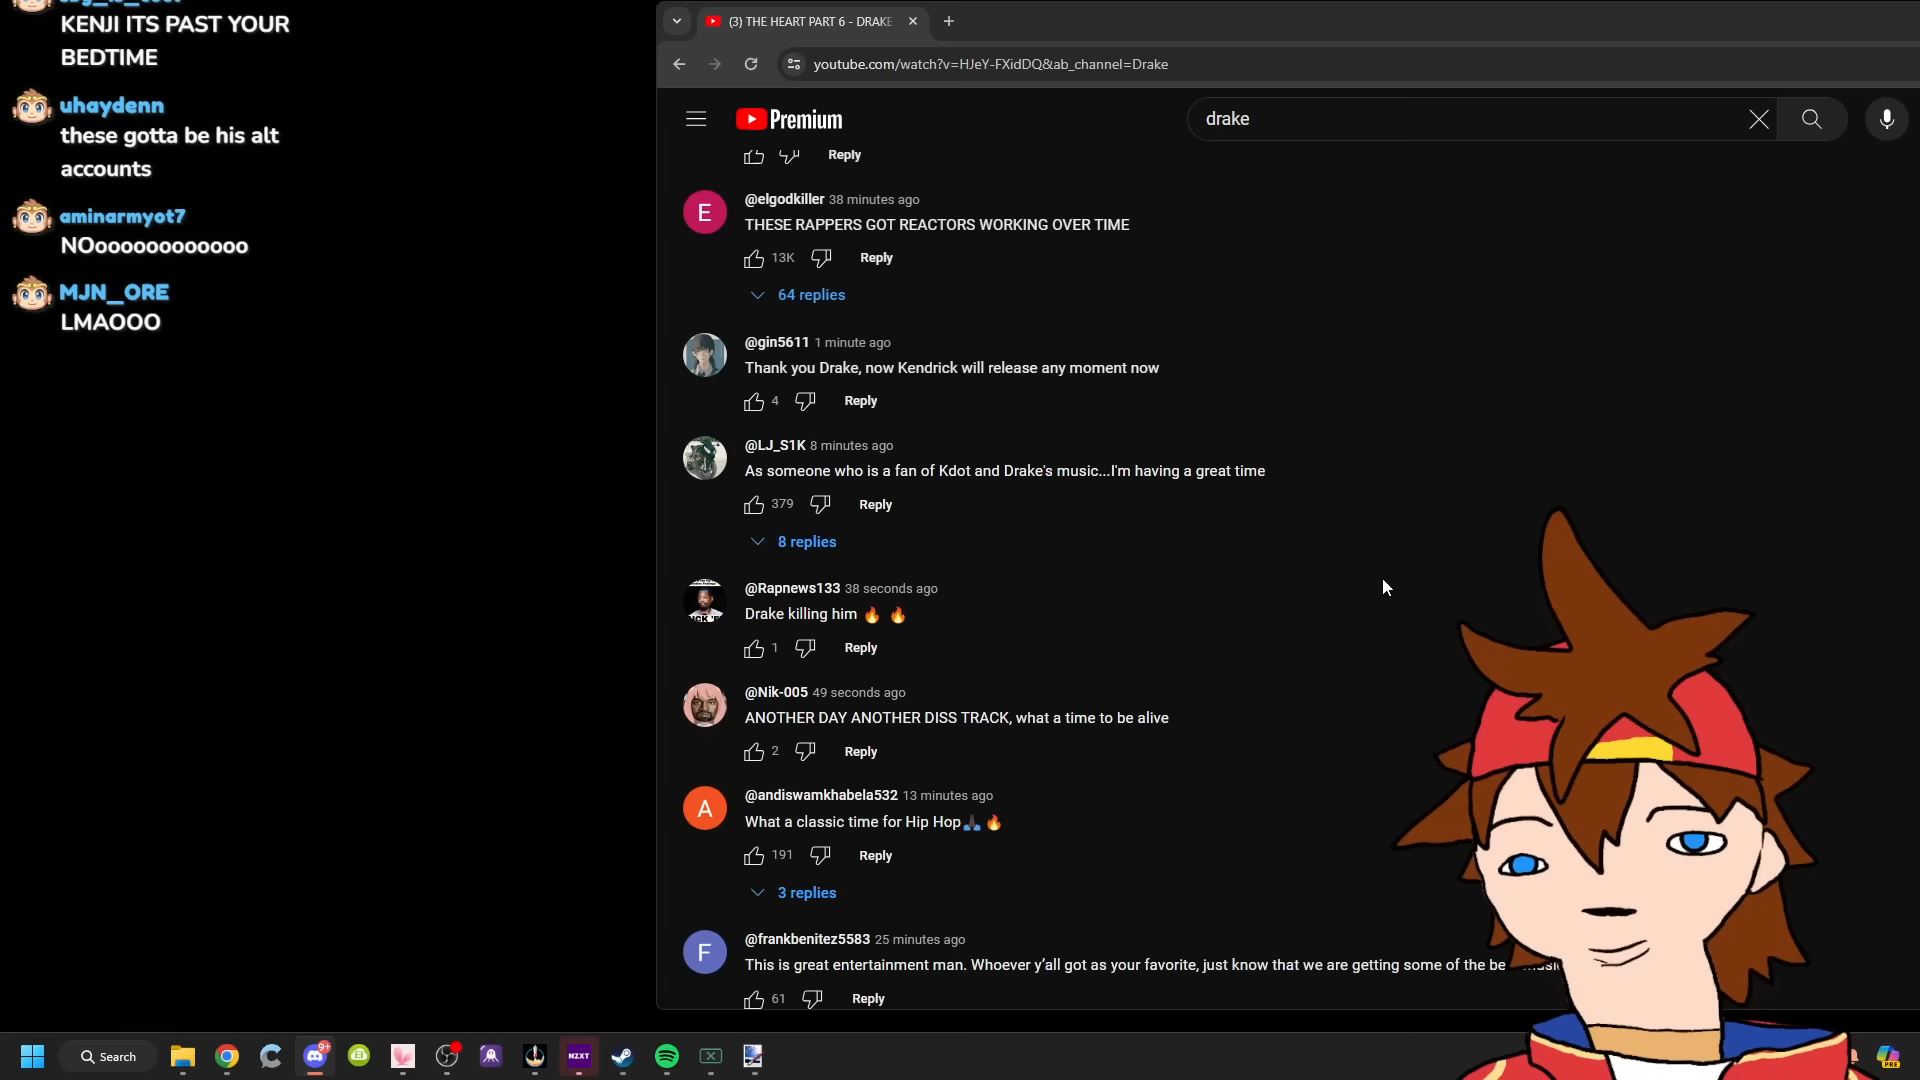 KENJI ITS PAST YOUR
BEDTIME
uhaydenn
these gotta be his alt
accounts
aminarmyot7
NOoooooooooooo
MJN_ORE
LMAOOO
(3) THE HEART PART 6 - DRAKE
youtube.com/watch?v=HJeY-FXidDQ&ab_channel=Drake
Premium
drake
Reply
E
@elgodkiller 38 minutes ago
THESE RAPPERS GOT REACTORS WORKING OVER TIME
13K Reply
64 replies
@gin5611 1 minute ago
Thank you Drake, now Kendrick will release any moment now
4 Reply
@LJ_S1K 8 minutes ago
As someone who is a fan of Kdot and Drake's music...I'm having a great time
379 Reply
8 replies
@Rapnews133 38 seconds ago
Drake killing him 🔥 🔥
1 Reply
@Nik-005 49 seconds ago
ANOTHER DAY ANOTHER DISS TRACK, what a time to be alive
2 Reply
A
@andiswamkhabela532 13 minutes ago
What a classic time for Hip Hop🙏🏿 🔥
191 Reply
3 replies
F
@frankbenitez5583 25 minutes ago
This is great entertainment man. Whoever y'all got as your favorite, just know that we are getting some of the be
61 Reply
Search
9+
NZXT
PRE